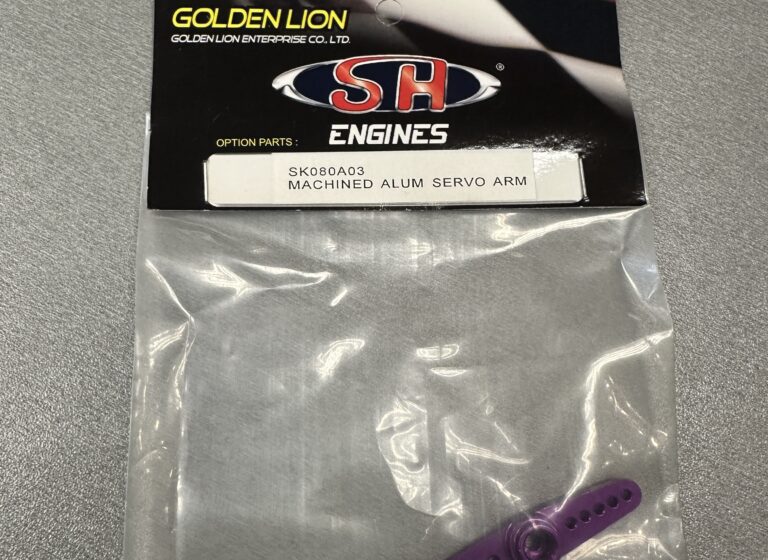 GOLDEN LION
GOLDEN LION ENTERPRISE CO., LTD.
SH
®
ENGINES
OPTION PARTS :
SK080A03
MACHINED ALUM SERVO ARM